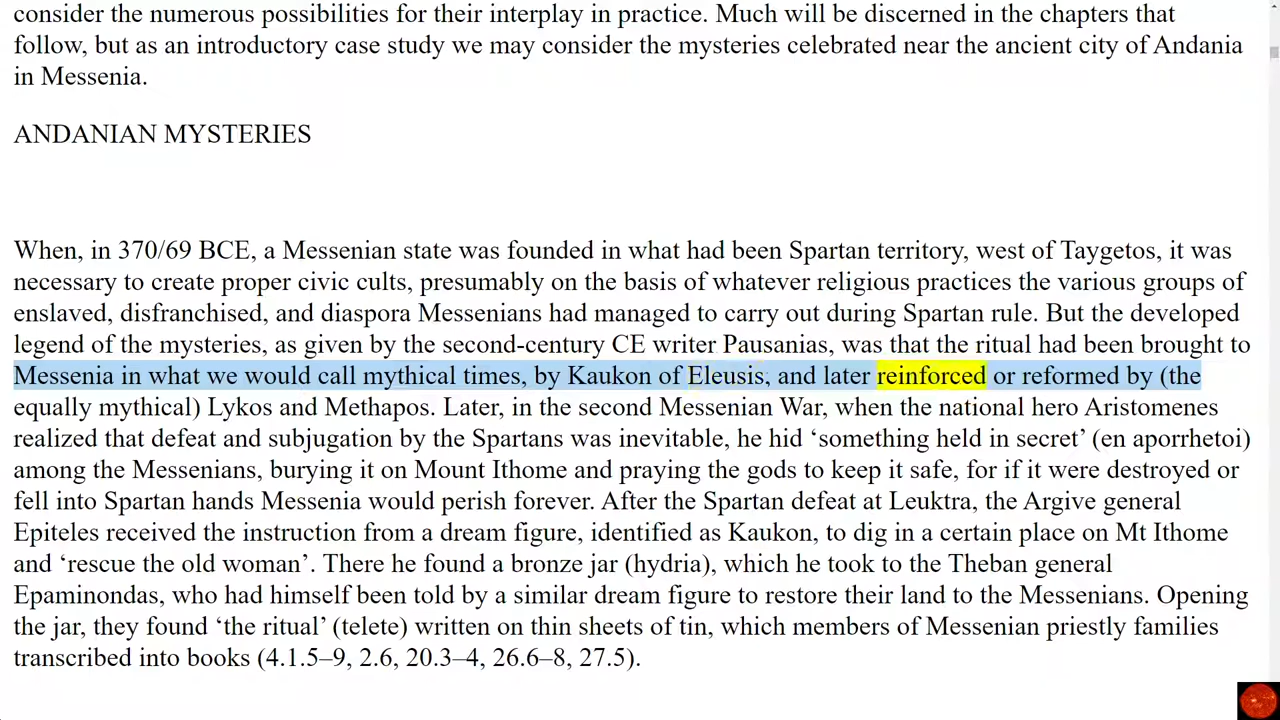 consider the numerous possibilities for their interplay in practice. Much will be discerned in the chapters that
follow, but as an introductory case study we may consider the mysteries celebrated near the ancient city of Andania
in Messenia.
ANDANIAN MYSTERIES
When, in 370/69 BCE, a Messenian state was founded in what had been Spartan territory, west of Taygetos, it was
necessary to create proper civic cults, presumably on the basis of whatever religious practices the various groups of
enslaved, disfranchised, and diaspora Messenians had managed to carry out during Spartan rule. But the developed
legend of the mysteries, as given by the second-century CE writer Pausanias, was that the ritual had been brought to
Messenia in what we would call mythical times, by Kaukon of Eleusis, and later reinforced or reformed by (the
equally mythical) Lykos and Methapos. Later, in the second Messenian War, when the national hero Aristomenes
realized that defeat and subjugation by the Spartans was inevitable, he hid ‘something held in secret’ (en aporrhetoi)
among the Messenians, burying it on Mount Ithome and praying the gods to keep it safe, for if it were destroyed or
fell into Spartan hands Messenia would perish forever. After the Spartan defeat at Leuktra, the Argive general
Epiteles received the instruction from a dream figure, identified as Kaukon, to dig in a certain place on Mt Ithome
and ‘rescue the old woman’. There he found a bronze jar (hydria), which he took to the Theban general
Epaminondas, who had himself been told by a similar dream figure to restore their land to the Messenians. Opening
the jar, they found ‘the ritual’ (telete) written on thin sheets of tin, which members of Messenian priestly families
transcribed into books (4.1.5–9, 2.6, 20.3–4, 26.6–8, 27.5).